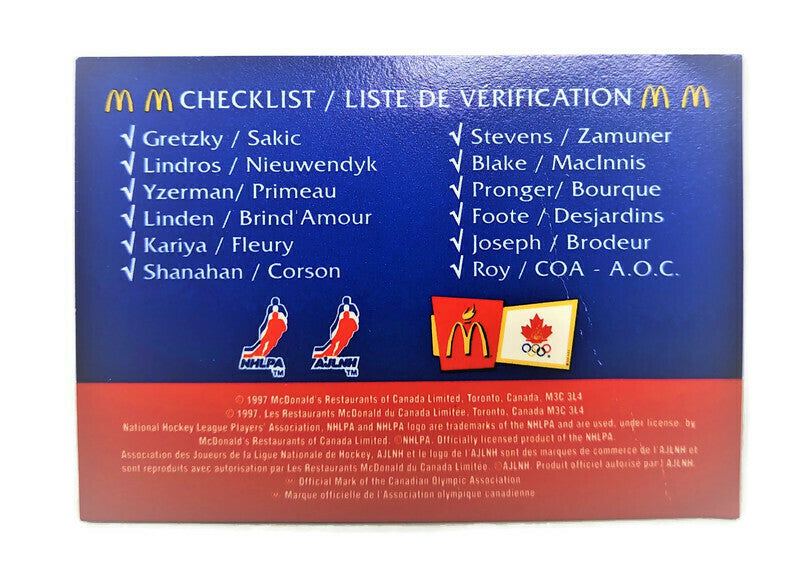 CHECKLIST / LISTE DE VÉRIFICATION
√ Gretzky / Sakic
√ Lindros / Nieuwendyk
√ Yzerman/ Primeau
√ Linden / Brind'Amour
√ Kariya / Fleury
√ Shanahan / Corson
√ Stevens / Zamuner
√ Blake / MacInnis
√ Pronger/ Bourque
√ Foote / Desjardins
√ Joseph / Brodeur
√ Roy / COA - A.O.C.
NHLPA TM
AJLNH TM
© 1997 McDonald's Restaurants of Canada Limited, Toronto, Canada, M3C 3L4
© 1997, Les Restaurants McDonald du Canada Limitée, Toronto, Canada M3C 3L4
National Hockey League Players' Association, NHLPA and NHLPA logo are trademarks of the NHLPA and are used, under license, by
McDonald's Restaurants of Canada Limited. ©NHLPA. Officially licensed product of the NHLPA.
Association des Joueurs de la Ligue Nationale de Hockey, AJLNH et le logo de l'AJLNH sont des marques de commerce de l'AJLNH et
sont reproduits avec autorisation par Les Restaurants McDonald du Canada Limitée. ©AJLNH. Produit officiel autorisé par l'AJLNH.
Official Mark of the Canadian Olympic Association
Marque officielle de l'Association olympique canadienne